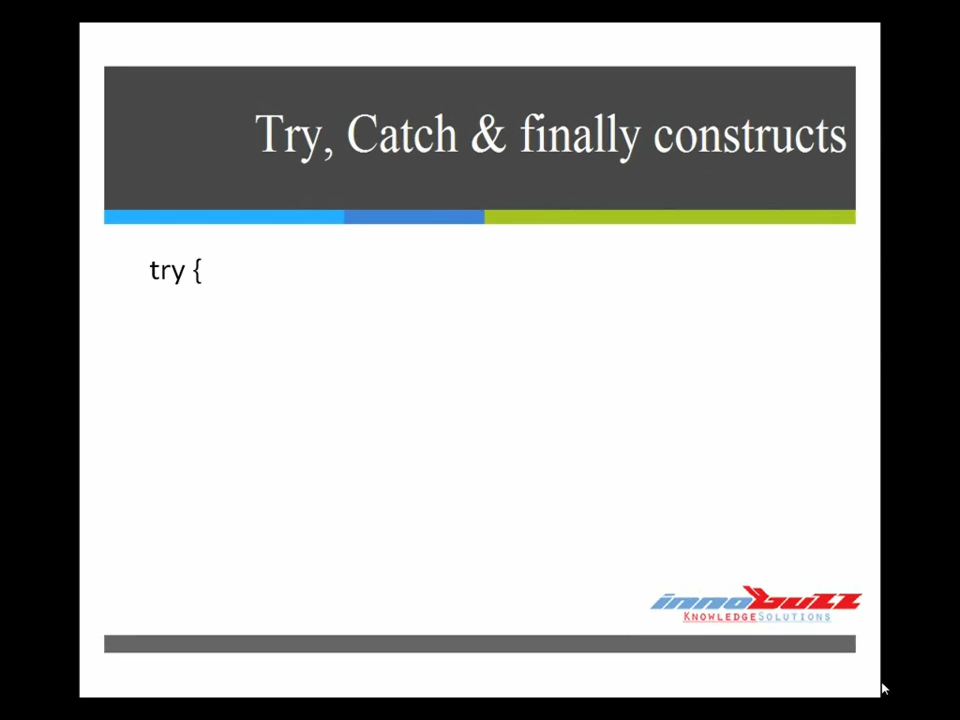 Try, Catch & finally constructs
try {
innobuzz
KNOWLEDGESOLUTIONS